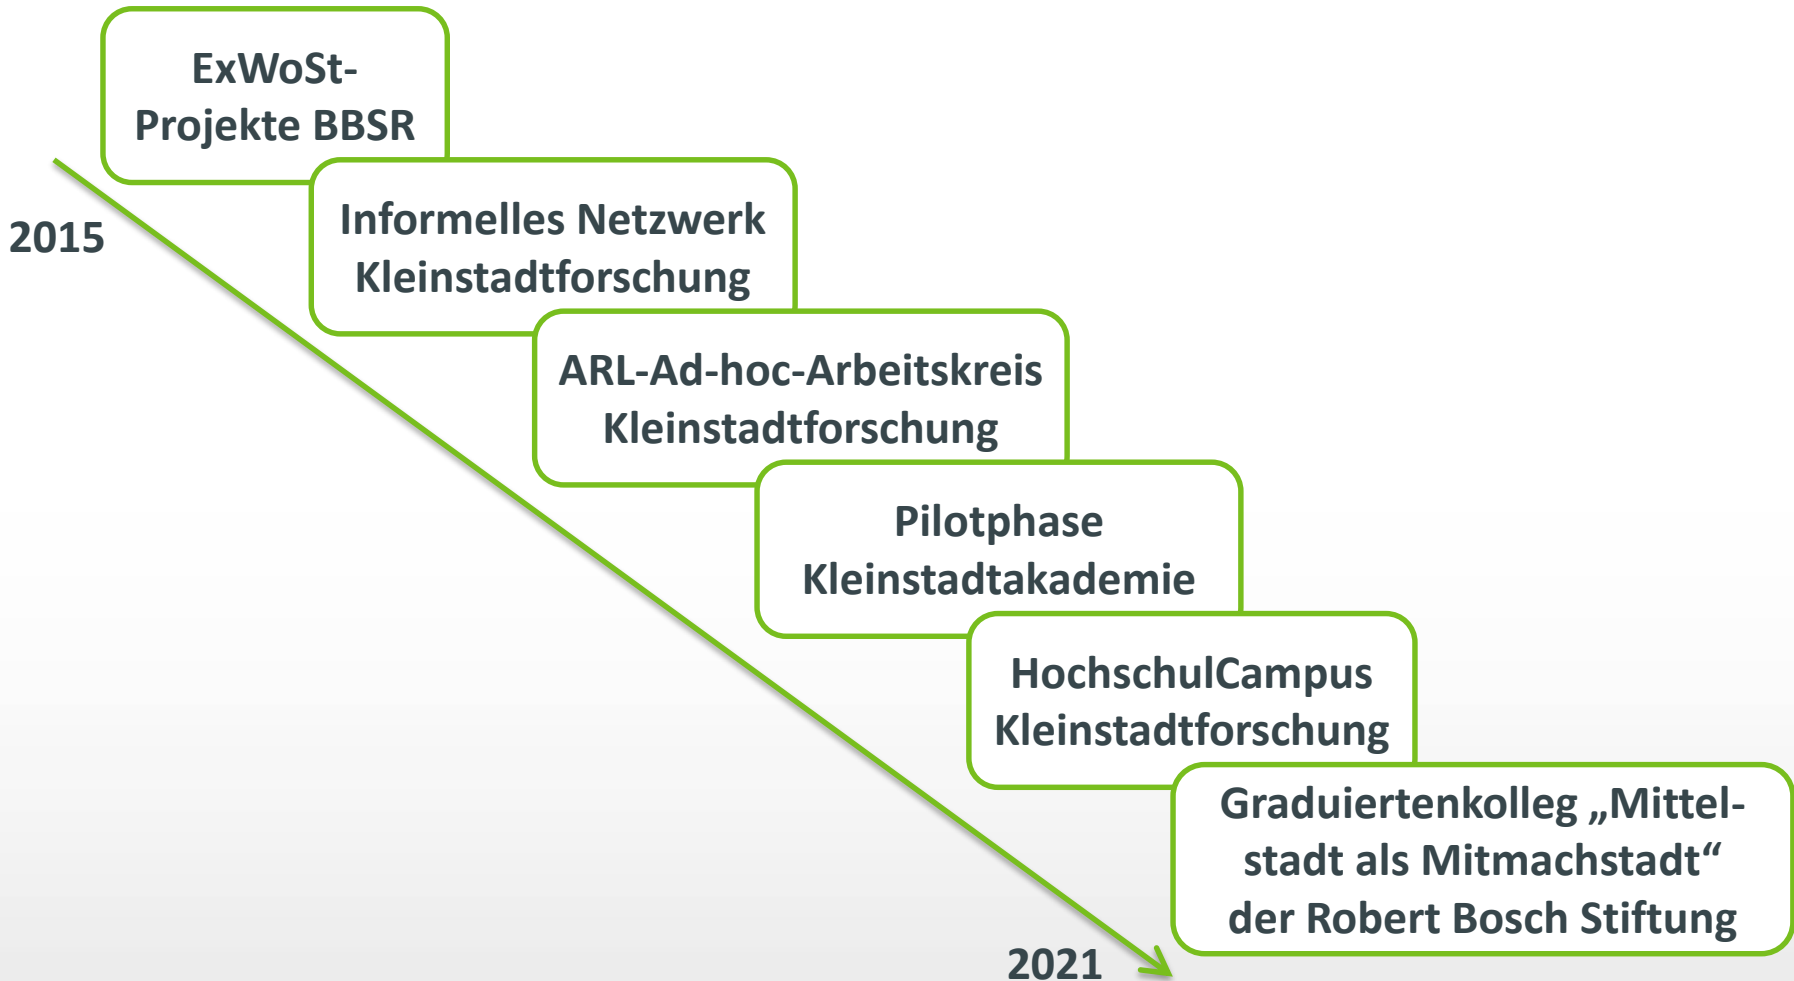 ExWoSt-
Projekte BBSR
2015
Informelles Netzwerk
Kleinstadtforschung
ARL-Ad-hoc-Arbeitskreis
Kleinstadtforschung
Pilotphase
Kleinstadtakademie
HochschulCampus
Kleinstadtforschung
Graduiertenkolleg „Mittel-
stadt als Mitmachstadt“
der Robert Bosch Stiftung
2021